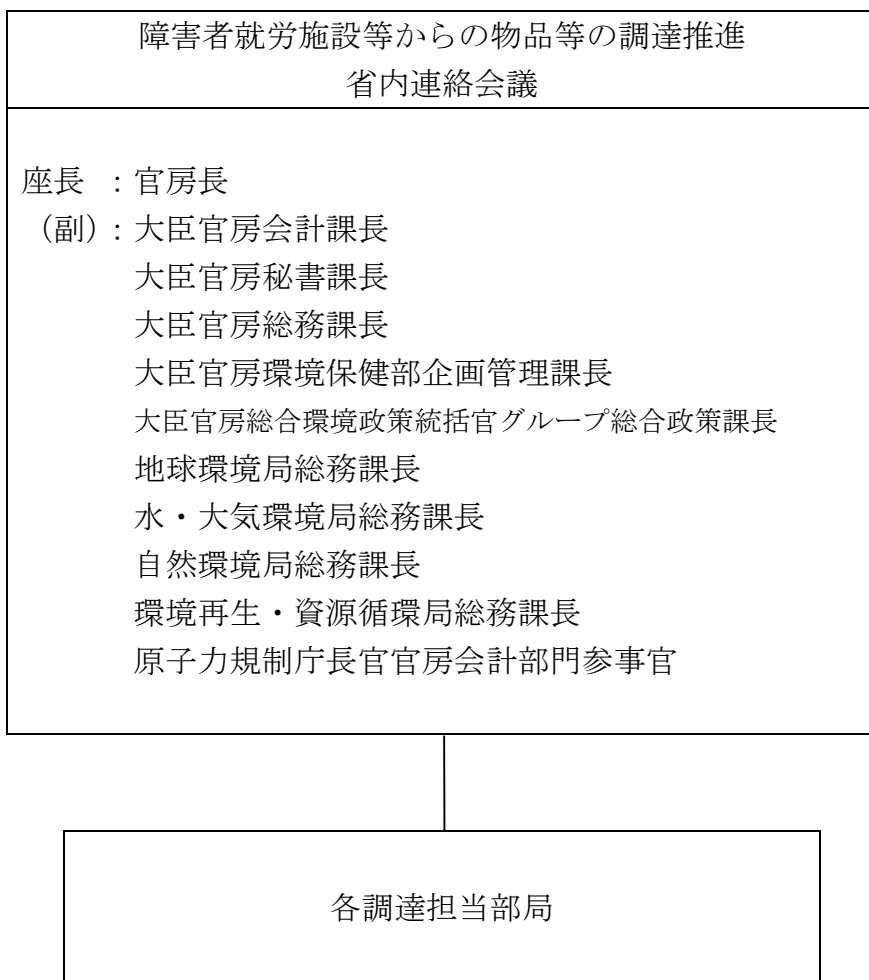 障害者就労施設等からの物品等の調達推進
省内連絡会議
座長 ：官房長
（副）：大臣官房会計課長
大臣官房秘書課長
大臣官房総務課長
大臣官房環境保健部企画管理課長
大臣官房総合環境政策統括官グループ総合政策課長
地球環境局総務課長
水・大気環境局総務課長
自然環境局総務課長
環境再生・資源循環局総務課長
原子力規制庁長官官房会計部門参事官
各調達担当部局